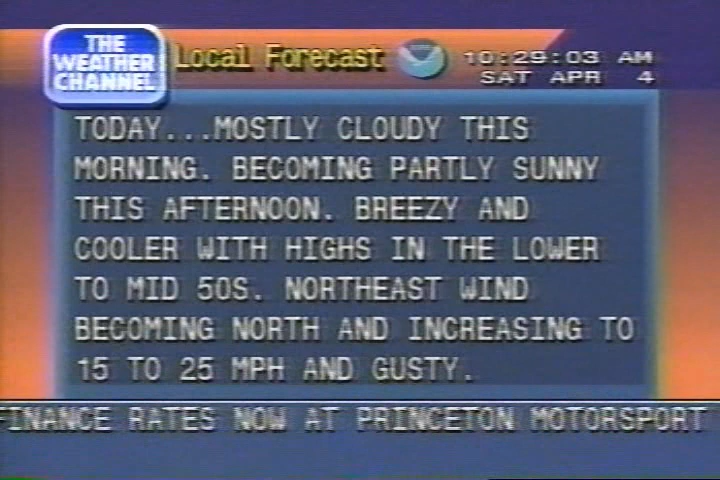 THE
WEATHER
CHANNEL
Local Forecast
10:29:03 AM
SAT APR 4
TODAY...MOSTLY CLOUDY THIS
MORNING. BECOMING PARTLY SUNNY
THIS AFTERNOON. BREEZY AND
COOLER WITH HIGHS IN THE LOWER
TO MID 50S. NORTHEAST WIND
BECOMING NORTH AND INCREASING TO
15 TO 25 MPH AND GUSTY.
FINANCE RATES NOW AT PRINCETON MOTORSPORT